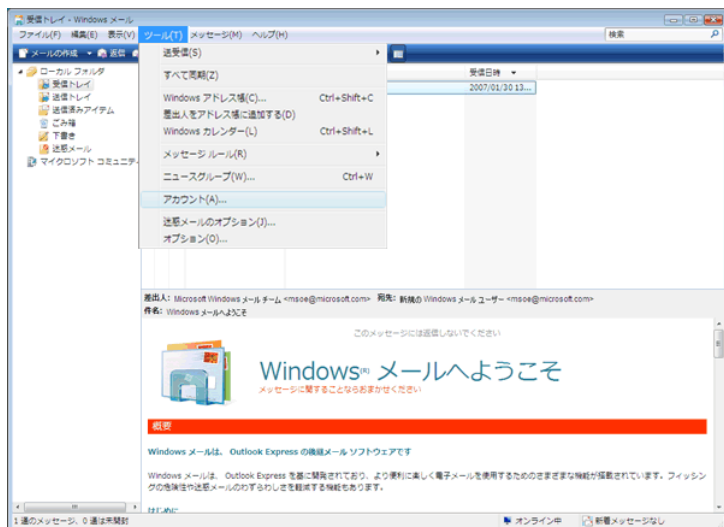 受信トレイ - Windows メール
ファイル(F) 編集(E) 表示(V) ツール(T) メッセージ(M) ヘルプ(H)
検索
メールの作成 返信
送受信(S)
すべて同期(Z)
Windows アドレス帳(C)... Ctrl+Shift+C
差出人をアドレス帳に追加する(D)
Windows カレンダー(L) Ctrl+Shift+L
メッセージ ルール(R)
ニュースグループ(W)... Ctrl+W
アカウント(A)...
迷惑メールのオプション(J)...
オプション(O)...
ローカル フォルダ
受信トレイ
送信トレイ
送信済みアイテム
ごみ箱
下書き
迷惑メール
マイクロソフト コミュニテ
受信日時
2007/01/30 13...
差出人: Microsoft Windows メール チーム <msoe@microsoft.com> 宛先: 新規の Windows メール ユーザー <msoe@microsoft.com>
件名: Windows メールへようこそ
このメッセージには返信しないでください
Windows(R) メールへようこそ
メッセージに関することならおまかせください
概要
Windows メールは、 Outlook Express の後継メール ソフトウェアです
Windows メールは、 Outlook Express を基に開発されており、より便利に楽しく電子メールを使用するためのさまざまな機能が搭載されています。フィッシン
グの危険性や迷惑メールのわずらわしさを軽減する機能もあります。
はじめに
1 通のメッセージ、0 通は未開封
オンライン中
新着メッセージなし